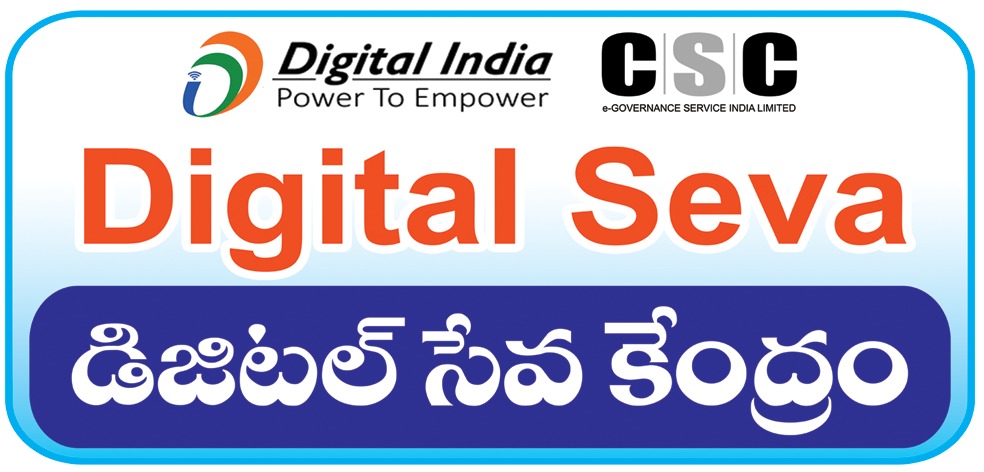 Digital India
Power To Empower
CSC
e-GOVERNANCE SERVICE INDIA LIMITED
Digital Seva
డిజిటల్ సేవ కేంద్రం